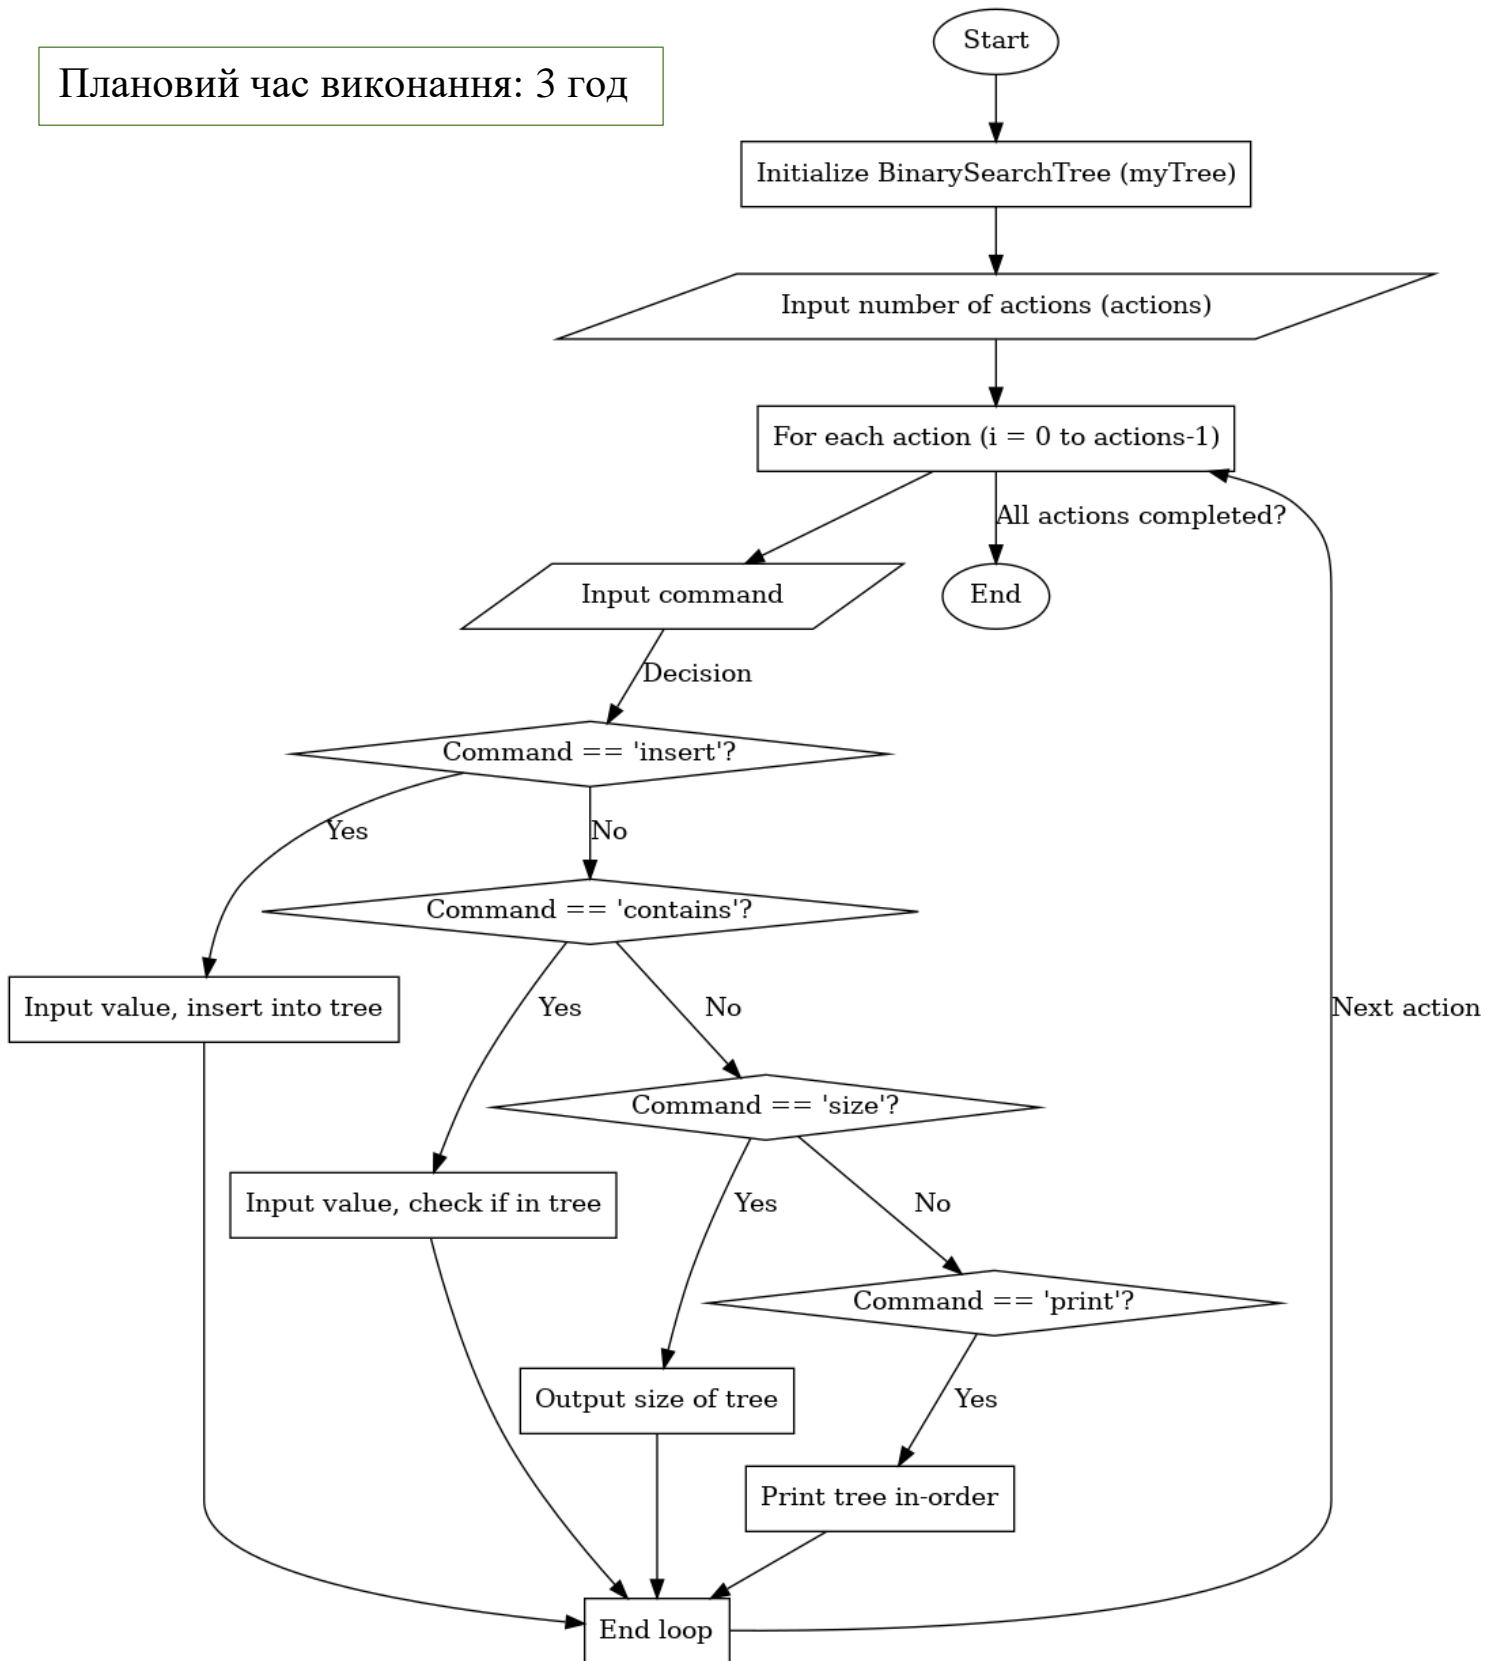 Плановий час виконання: 3 год
Start
Initialize BinarySearchTree (myTree)
Input number of actions (actions)
For each action (i = 0 to actions-1)
All actions completed?
Input command
End
Decision
Command == 'insert'?
Yes
No
Command == 'contains'?
Input value, insert into tree
Yes
No
Next action
Command == 'size'?
Input value, check if in tree
Yes
No
Command == 'print'?
Output size of tree
Yes
Print tree in-order
End loop